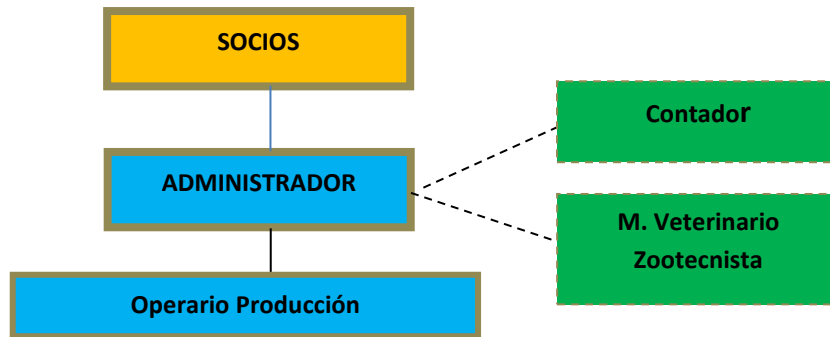 SOCIOS
Contador
ADMINISTRADOR
M. Veterinario
Zootecnista
Operario Producción